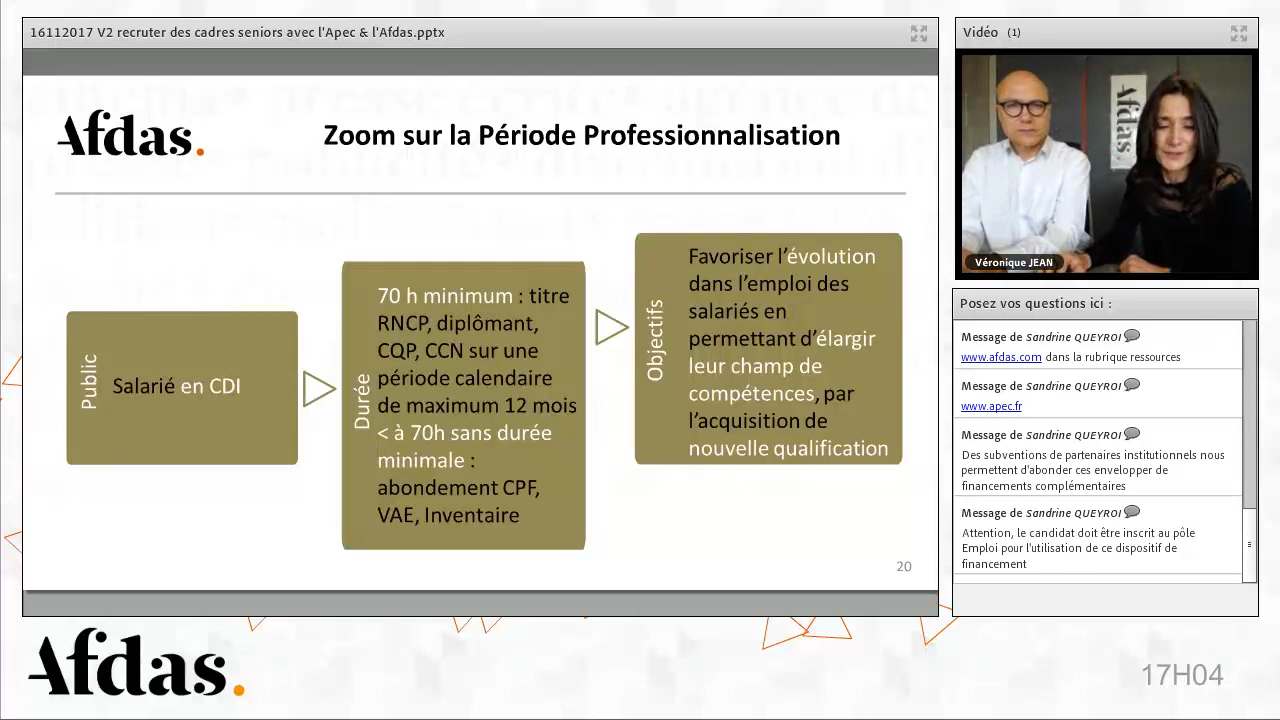 16112017 V2 recruter des cadres seniors avec l'Apec & l'Afdas.pptx
Afdas.
Zoom sur la Période Professionnalisation
Public
Salarié en CDI
Durée
70 h minimum : titre
RNCP, diplômant,
CQP, CCN sur une
période calendaire
de maximum 12 mois
< à 70h sans durée
minimale :
abondement CPF,
VAE, Inventaire
Objectifs
Favoriser l'évolution
dans l'emploi des
salariés en
permettant d'élargir
leur champ de
compétences, par
l'acquisition de
nouvelle qualification
20
Vidéo (1)
Afdas.
Véronique JEAN
Posez vos questions ici :
Message de Sandrine QUEYROI
www.afdas.com dans la rubrique ressources
Message de Sandrine QUEYROI
www.apec.fr
Message de Sandrine QUEYROI
Des subventions de partenaires institutionnels nous
permettent d'abonder ces envelopper de
financements complémentaires
Message de Sandrine QUEYROI
Attention, le candidat doit être inscrit au pôle
Emploi pour l'utilisation de ce dispositif de
financement
Afdas.
17H04